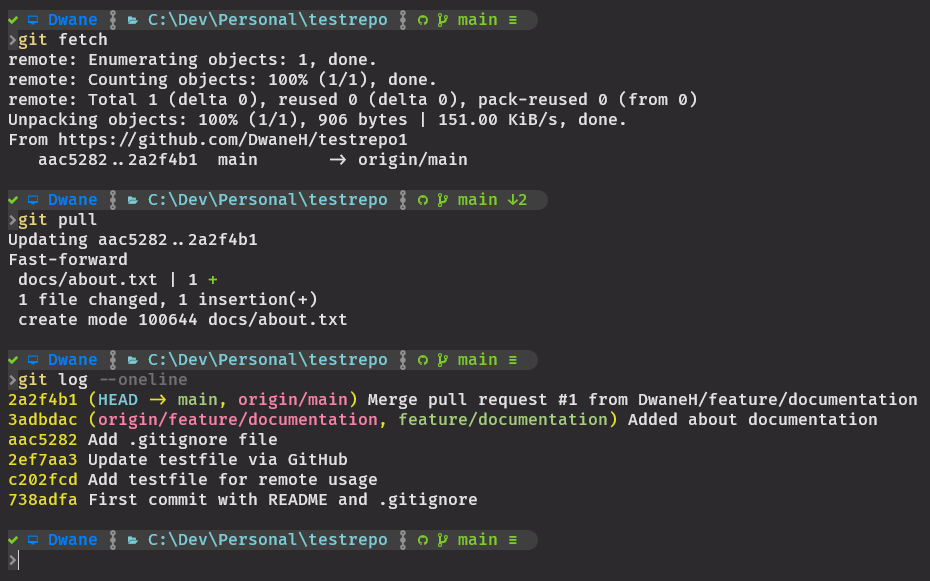 Dwane C:\Dev\Personal\testrepo main ≡
>git fetch
remote: Enumerating objects: 1, done.
remote: Counting objects: 100% (1/1), done.
remote: Total 1 (delta 0), reused 0 (delta 0), pack-reused 0 (from 0)
Unpacking objects: 100% (1/1), 906 bytes | 151.00 KiB/s, done.
From https://github.com/DwaneH/testrepo1
   aac5282..2a2f4b1  main       -> origin/main
Dwane C:\Dev\Personal\testrepo main ↓2
>git pull
Updating aac5282..2a2f4b1
Fast-forward
 docs/about.txt | 1 +
 1 file changed, 1 insertion(+)
 create mode 100644 docs/about.txt
Dwane C:\Dev\Personal\testrepo main ≡
>git log --oneline
2a2f4b1 (HEAD -> main, origin/main) Merge pull request #1 from DwaneH/feature/documentation
3adbdac (origin/feature/documentation, feature/documentation) Added about documentation
aac5282 Add .gitignore file
2ef7aa3 Update testfile via GitHub
c202fcd Add testfile for remote usage
738adfa First commit with README and .gitignore
Dwane C:\Dev\Personal\testrepo main ≡
>